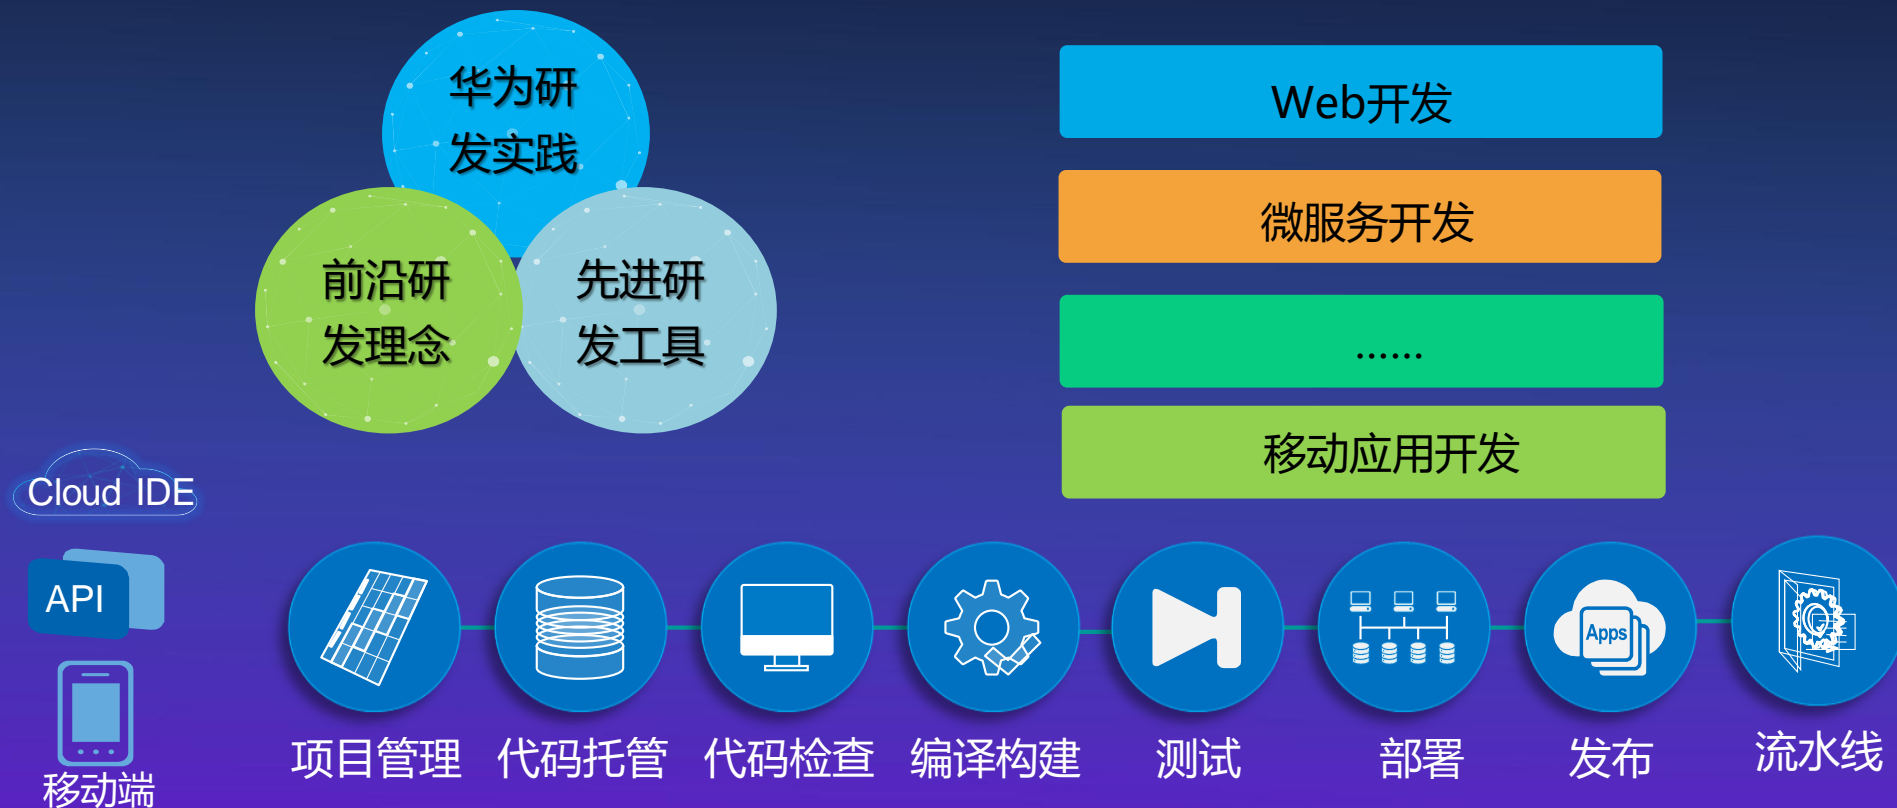 华为研
发实践
前沿研
发理念
先进研
发工具
Web开发
微服务开发
......
移动应用开发
Cloud IDE
API
移动端
Apps
项目管理
代码托管
代码检查
编译构建
测试
部署
发布
流水线